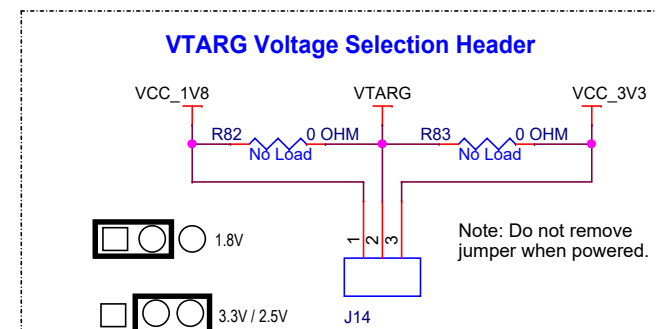 VTARG Voltage Selection Header
VCC_1V8 VTARG VCC_3V3
R82 0 OHM R83 0 OHM
No Load No Load
1 2 3
Note: Do not remove
jumper when powered.
1.8V
3.3V / 2.5V
J14